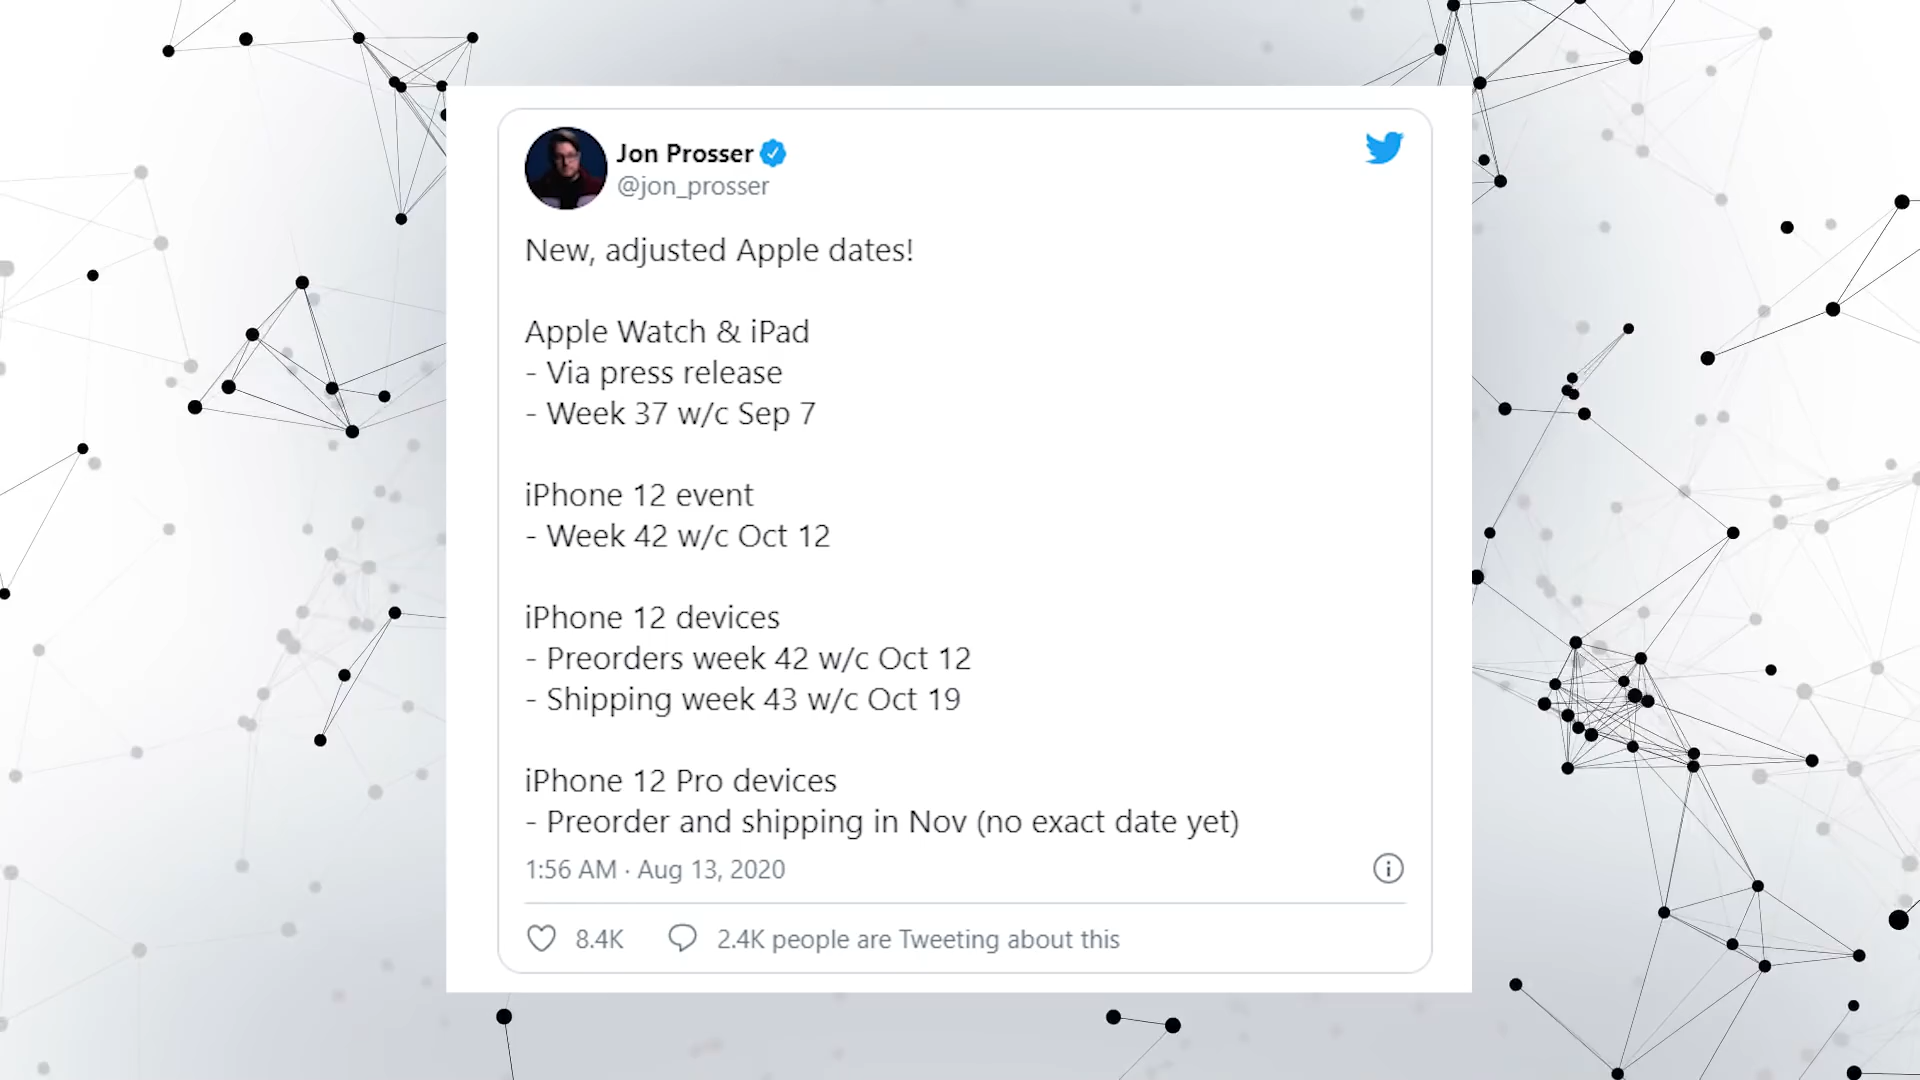 Jon Prosser
@jon_prosser
New, adjusted Apple dates!
Apple Watch & iPad
- Via press release
- Week 37 w/c Sep 7
iPhone 12 event
- Week 42 w/c Oct 12
iPhone 12 devices
- Preorders week 42 w/c Oct 12
- Shipping week 43 w/c Oct 19
iPhone 12 Pro devices
- Preorder and shipping in Nov (no exact date yet)
1:56 AM · Aug 13, 2020
8.4K 2.4K people are Tweeting about this